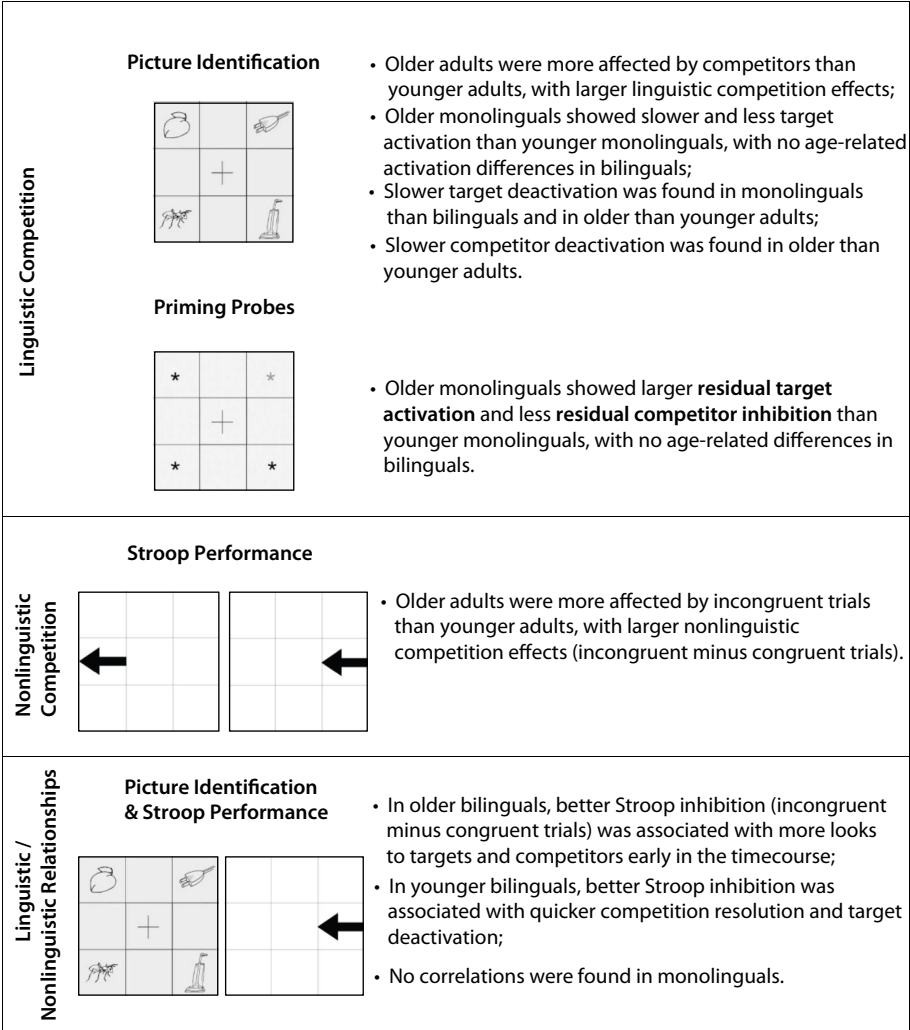 Linguistic Competition
Picture Identification
• Older adults were more affected by competitors than
younger adults, with larger linguistic competition effects;
• Older monolinguals showed slower and less target
activation than younger monolinguals, with no age-related
activation differences in bilinguals;
• Slower target deactivation was found in monolinguals
than bilinguals and in older than younger adults;
• Slower competitor deactivation was found in older than
younger adults.
Priming Probes
* *
* *
• Older monolinguals showed larger residual target
activation and less residual competitor inhibition than
younger monolinguals, with no age-related differences in
bilinguals.
Nonlinguistic
Competition
Stroop Performance
• Older adults were more affected by incongruent trials
than younger adults, with larger nonlinguistic
competition effects (incongruent minus congruent trials).
Linguistic /
Nonlinguistic Relationships
Picture Identification
& Stroop Performance
• In older bilinguals, better Stroop inhibition (incongruent
minus congruent trials) was associated with more looks
to targets and competitors early in the timecourse;
• In younger bilinguals, better Stroop inhibition was
associated with quicker competition resolution and target
deactivation;
• No correlations were found in monolinguals.